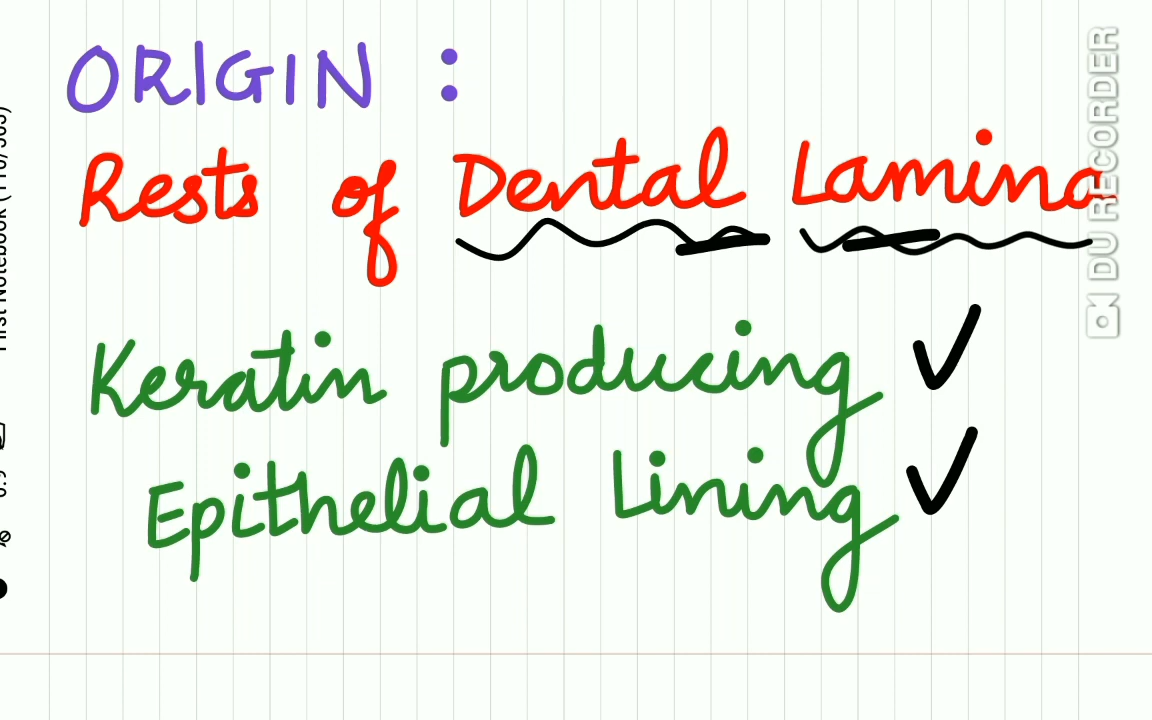 ORIGIN :
Rests of Dental Lamina
Keratin producing ✓
Epithelial Lining ✓
DU RECORDER